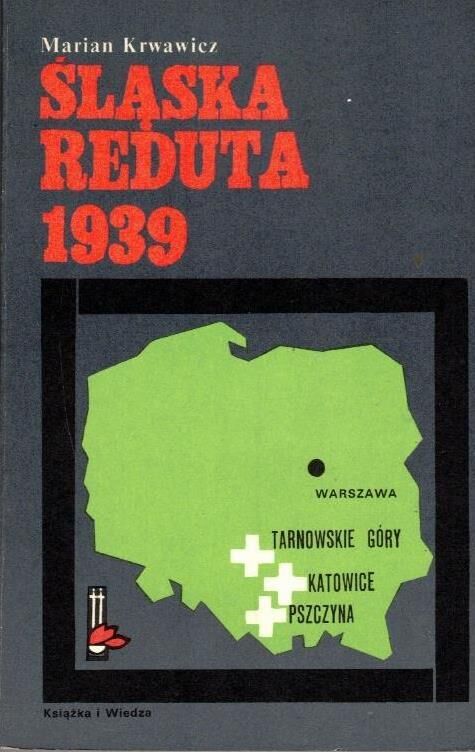 Marian Krwawicz
ŚLĄSKA
REDUTA
1939
WARSZAWA
TARNOWSKIE GÓRY
KATOWICE
PSZCZYNA
Książka i Wiedza